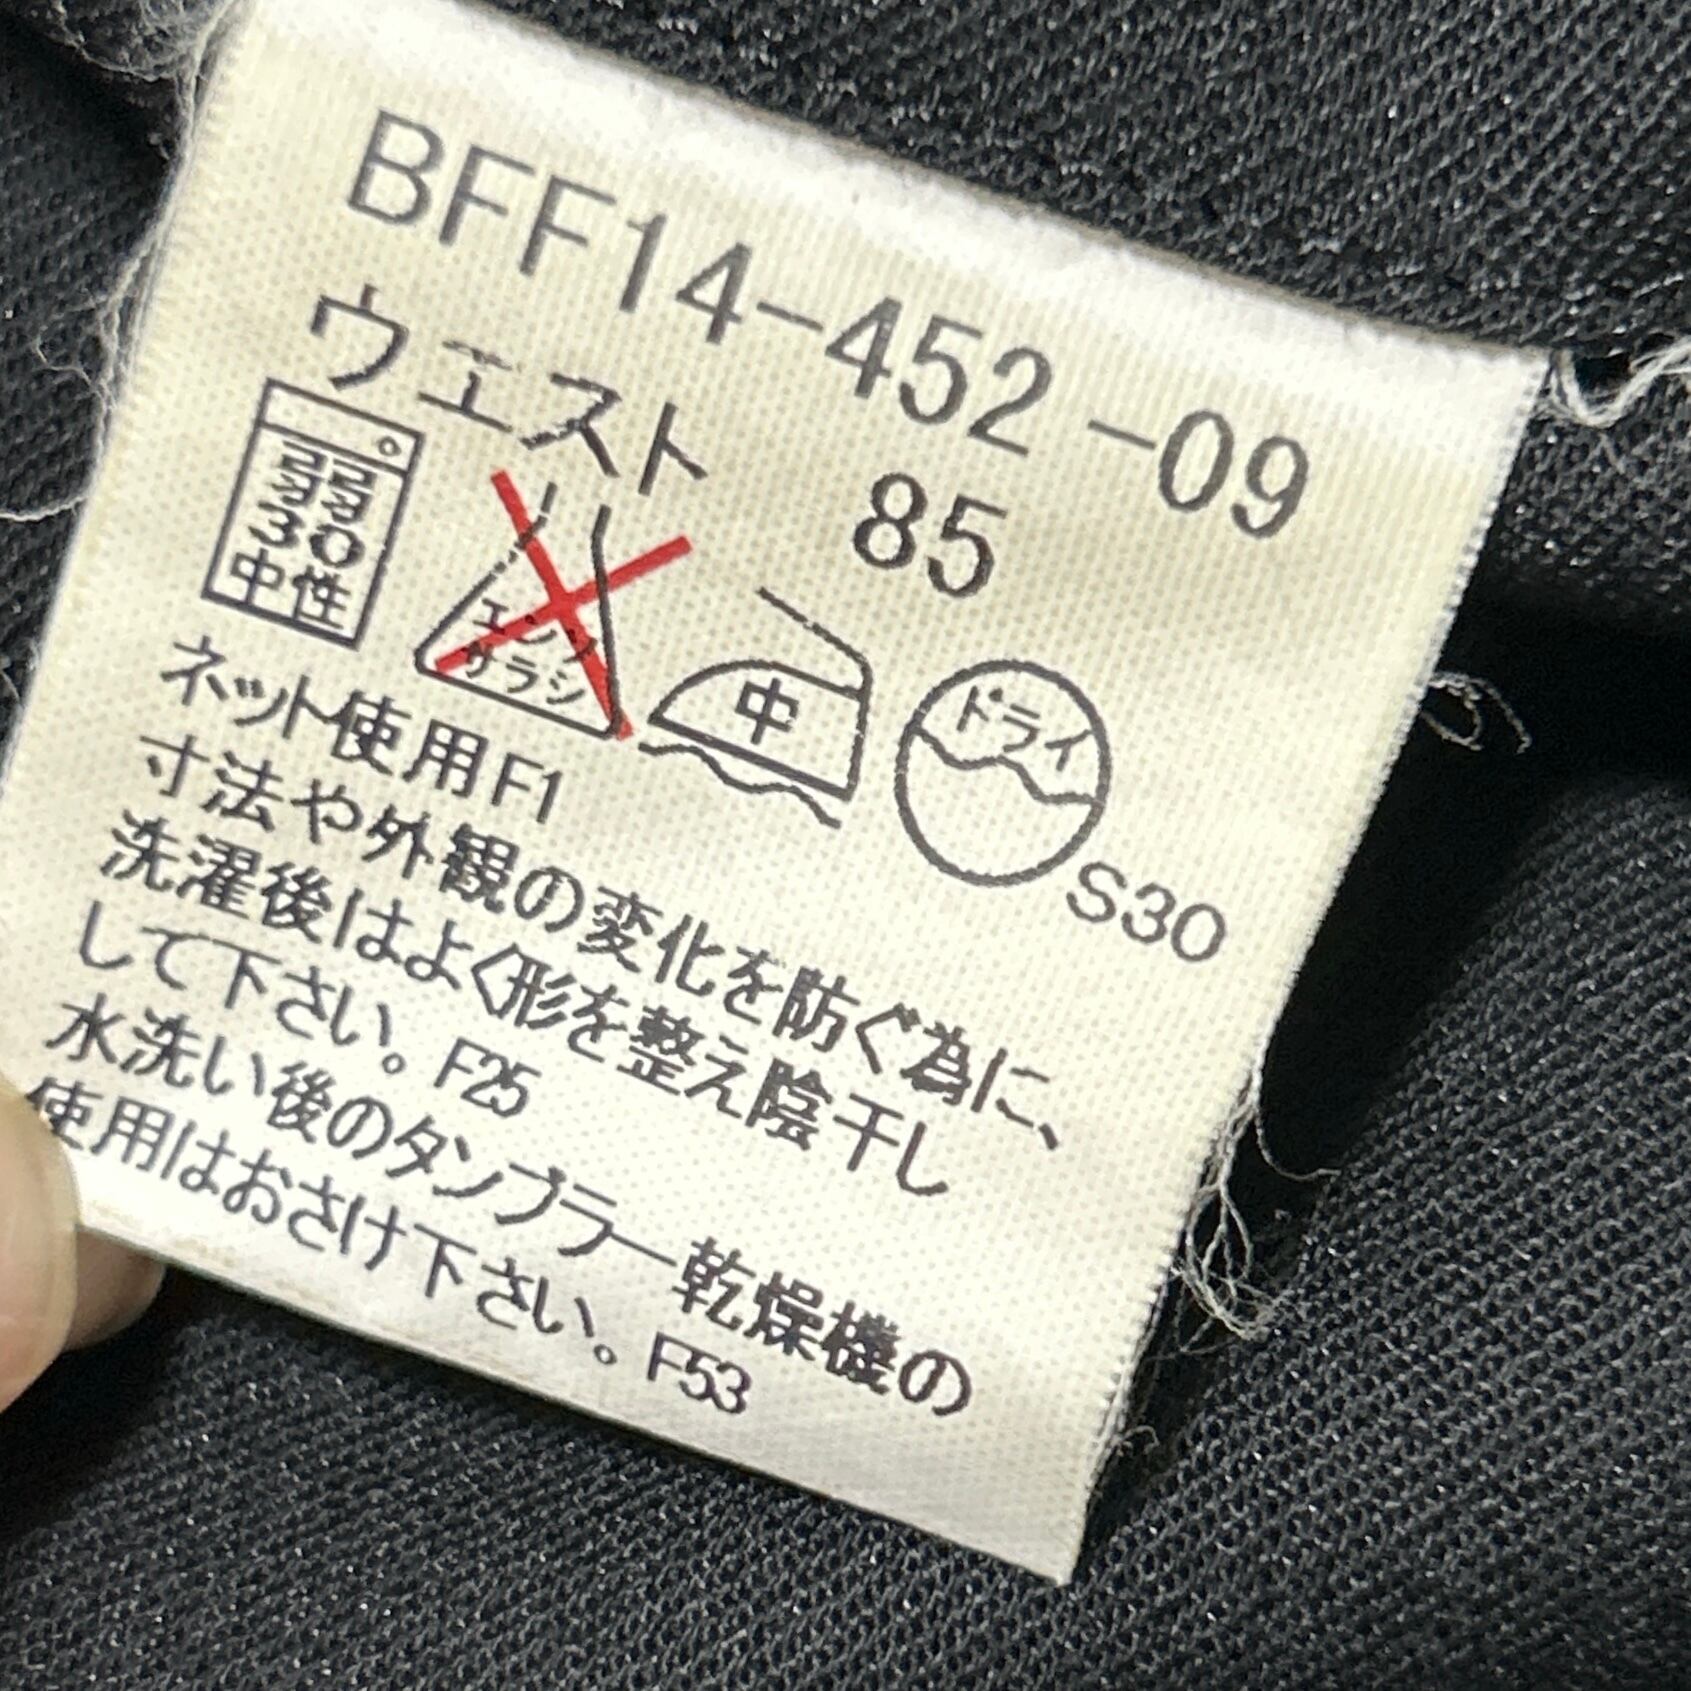 BFF14-452-09
ウエスト 85
弱 30 中性
エンソ サラシ
中
ドライ
S30
ネット使用F1
寸法や外観の変化を防ぐ為に、
洗濯後はよく形を整え陰干し
して下さい。F25
水洗い後のタンブラー乾燥機の
使用はおさけ下さい。F53